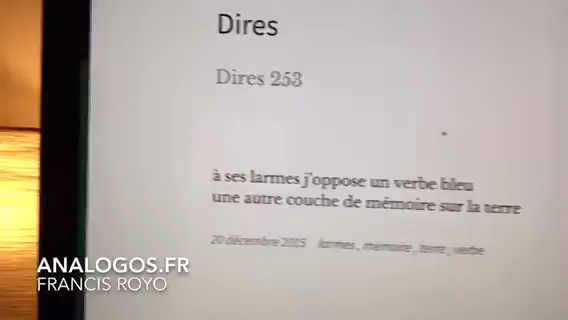 Dires
Dires 253
à ses larmes j'oppose un verbe bleu
une autre couche de mémoire sur la terre
20 décembre 2015 larmes, memoire, terre, verbe
ANALOGOS.FR
FRANCIS ROYO